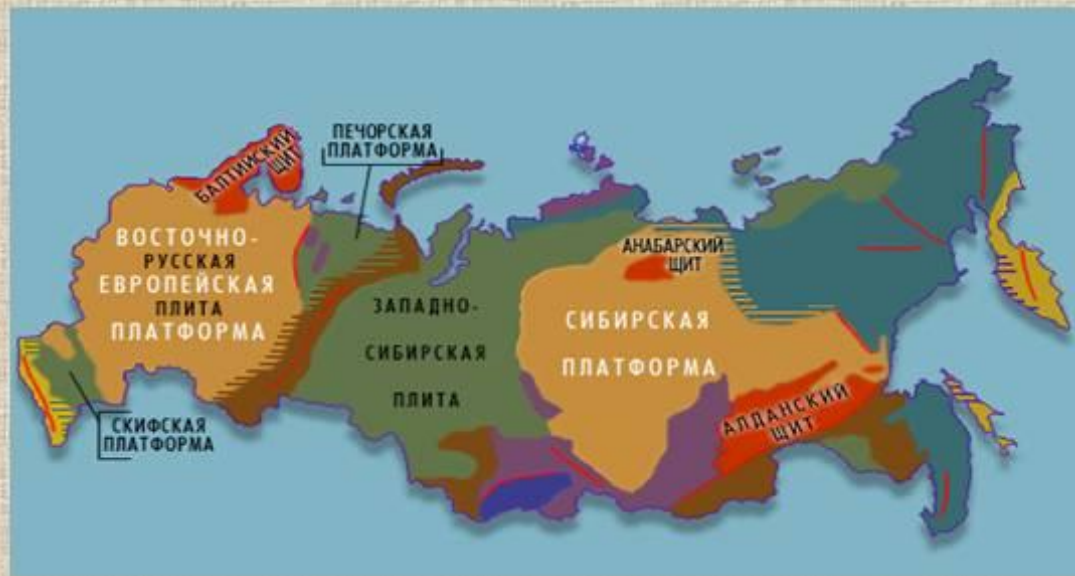 ПЕЧОРСКАЯ
ПЛАТФОРМА
БАЛТИЙСКИЙ
ЩИТ
ВОСТОЧНО-
РУССКАЯ
ЕВРОПЕЙСКАЯ
ПЛИТА
ПЛАТФОРМА
СКИФСКАЯ
ПЛАТФОРМА
ЗАПАДНО-
СИБИРСКАЯ
ПЛИТА
АНАБАРСКИЙ
ЩИТ
СИБИРСКАЯ
ПЛАТФОРМА
АЛДАНСКИЙ
ЩИТ